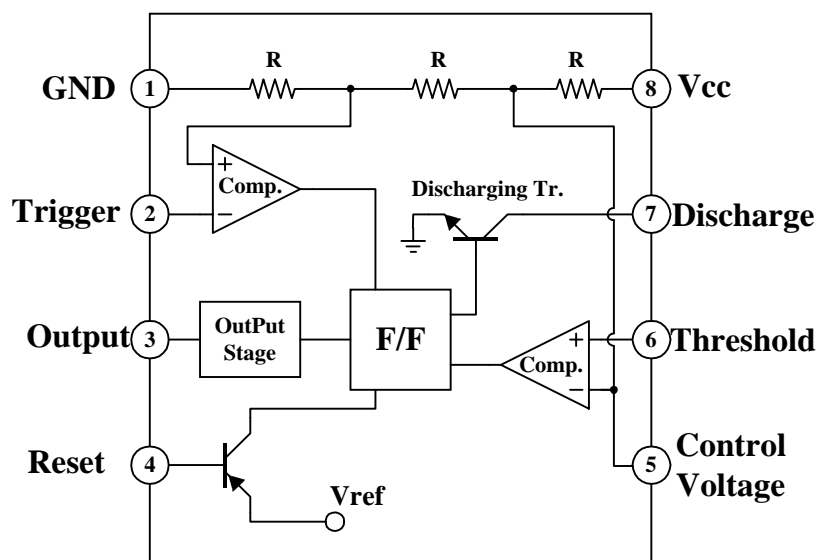 R R R
GND 1 8 Vcc
+
Comp.
−
Trigger 2
Discharging Tr.
7 Discharge
Output 3
OutPut
Stage
F/F
+
Comp.
−
6 Threshold
Reset 4
5 Control
Voltage
Vref